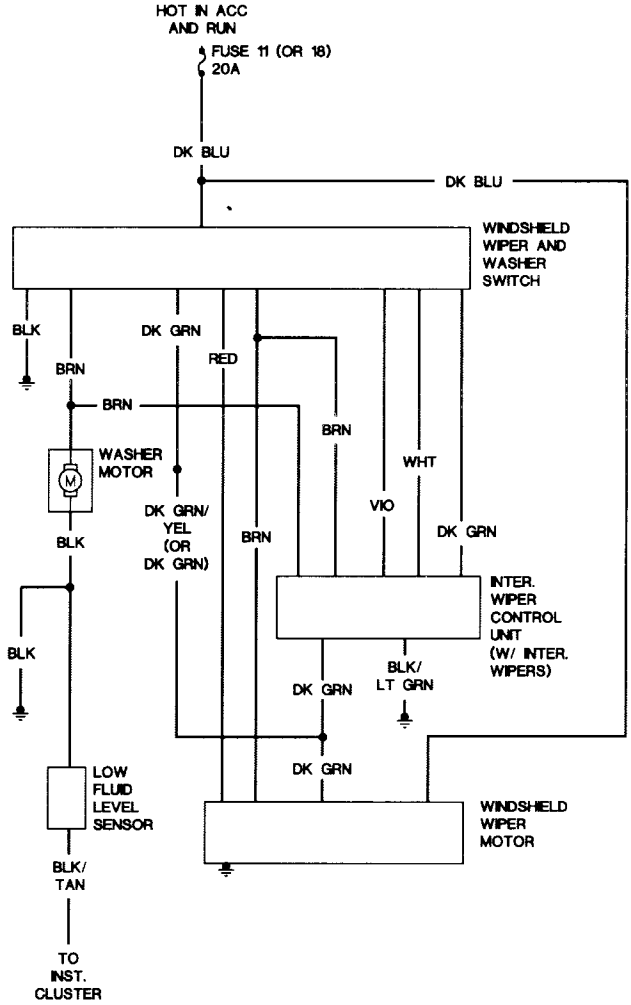 HOT IN ACC
AND RUN
FUSE 11 (OR 18)
20A
DK BLU
DK BLU
WINDSHIELD
WIPER AND
WASHER
SWITCH
BLK
DK GRN
RED
BRN
BRN
BRN
WASHER
MOTOR
M
WHT
VIO
DK GRN
DK GRN/
YEL
(OR
DK GRN)
BRN
BLK
INTER.
WIPER
CONTROL
UNIT
(W/ INTER.
WIPERS)
BLK
BLK/
LT GRN
DK GRN
DK GRN
LOW
FLUID
LEVEL
SENSOR
WINDSHIELD
WIPER
MOTOR
BLK/
TAN
TO
INST.
CLUSTER